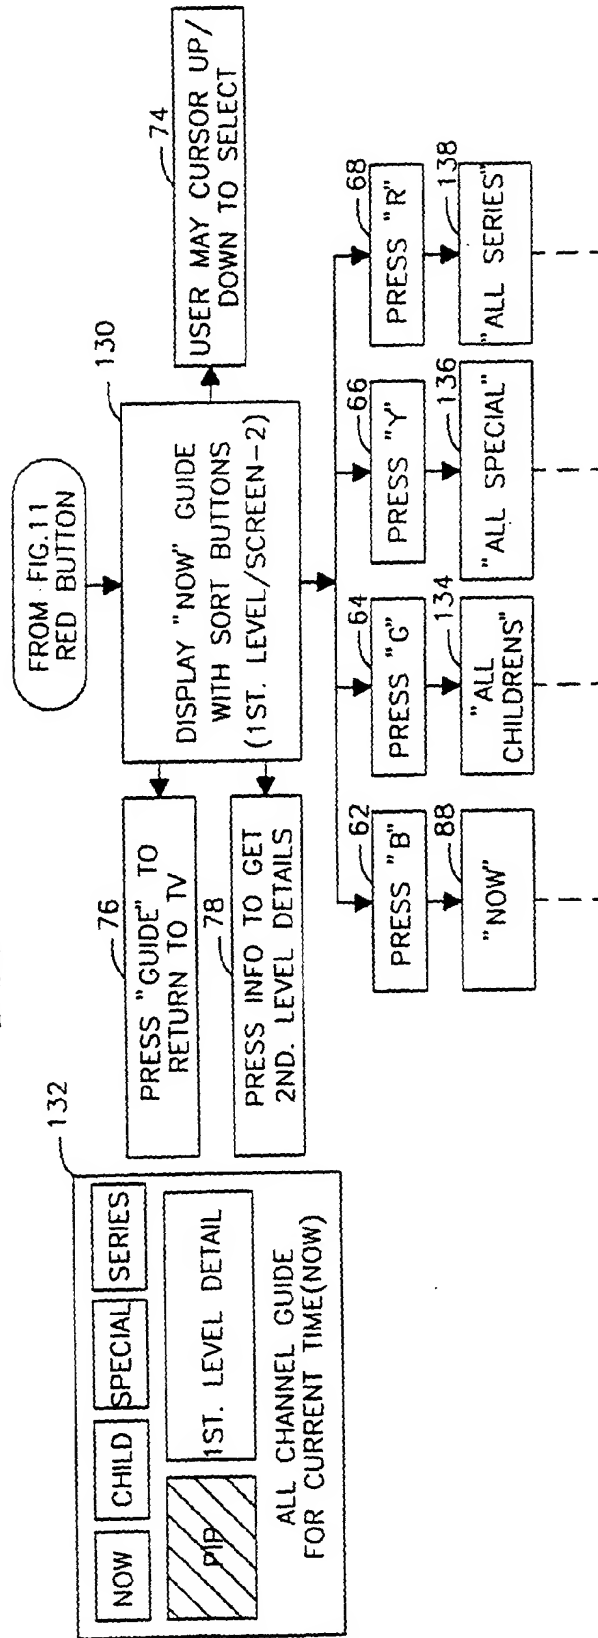 FROM FIG.11
RED BUTTON
130
DISPLAY "NOW" GUIDE
WITH SORT BUTTONS
(1ST. LEVEL/SCREEN-2)
74
USER MAY CURSOR UP/
DOWN TO SELECT
76
PRESS "GUIDE" TO
RETURN TO TV
78
PRESS INFO TO GET
2ND. LEVEL DETAILS
132
NOW
CHILD
SPECIAL
SERIES
PIP
1ST. LEVEL DETAIL
ALL CHANNEL GUIDE
FOR CURRENT TIME(NOW)
62
PRESS "B"
88
"NOW"
64
PRESS "G"
134
"ALL
CHILDRENS"
66
PRESS "Y"
136
"ALL SPECIAL"
68
PRESS "R"
138
"ALL SERIES"